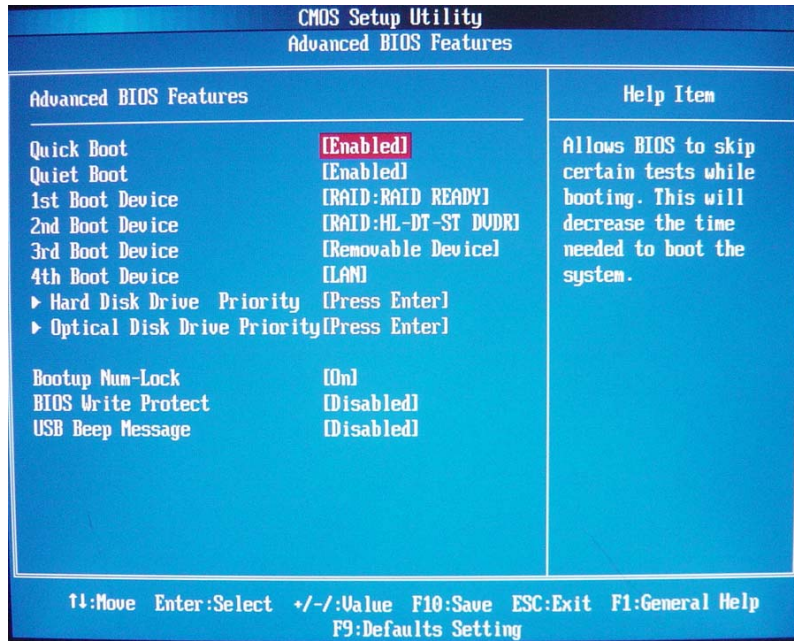 CMOS Setup Utility
Advanced BIOS Features
Advanced BIOS Features
Help Item
Quick Boot [Enabled]
Quiet Boot [Enabled]
1st Boot Device [RAID:RAID READY]
2nd Boot Device [RAID:HL-DT-ST DVDR]
3rd Boot Device [Removable Device]
4th Boot Device [LAN]
▶ Hard Disk Drive Priority [Press Enter]
▶ Optical Disk Drive Priority[Press Enter]
Bootup Num-Lock [On]
BIOS Write Protect [Disabled]
USB Beep Message [Disabled]
Allows BIOS to skip
certain tests while
booting. This will
decrease the time
needed to boot the
system.
↑↓:Move Enter:Select +/-/:Value F10:Save ESC:Exit F1:General Help
F9:Defaults Setting